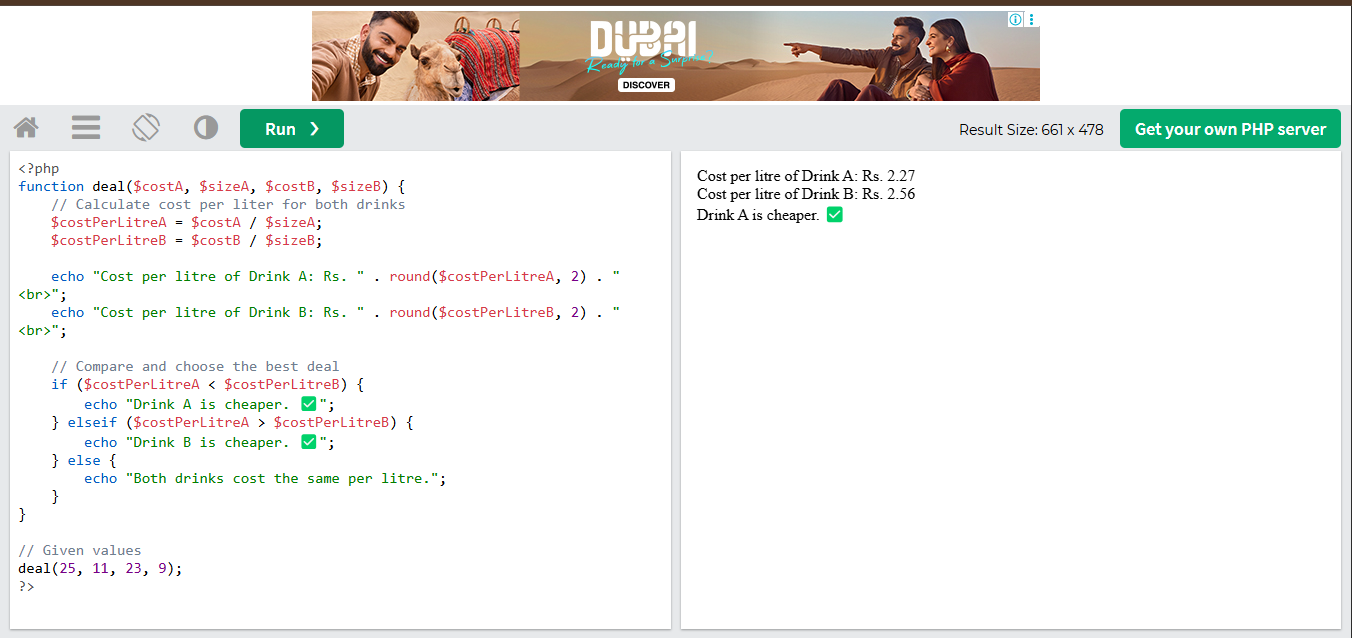 DUBAI
Ready for a Surprise?
DISCOVER
Run ❯
Result Size: 661 x 478
Get your own PHP server
<?php
function deal($costA, $sizeA, $costB, $sizeB) {
    // Calculate cost per liter for both drinks
    $costPerLitreA = $costA / $sizeA;
    $costPerLitreB = $costB / $sizeB;

    echo "Cost per litre of Drink A: Rs. " . round($costPerLitreA, 2) . "
<br>";
    echo "Cost per litre of Drink B: Rs. " . round($costPerLitreB, 2) . "
<br>";

    // Compare and choose the best deal
    if ($costPerLitreA < $costPerLitreB) {
        echo "Drink A is cheaper. ✅";
    } elseif ($costPerLitreA > $costPerLitreB) {
        echo "Drink B is cheaper. ✅";
    } else {
        echo "Both drinks cost the same per litre.";
    }
}

// Given values
deal(25, 11, 23, 9);
?>
Cost per litre of Drink A: Rs. 2.27
Cost per litre of Drink B: Rs. 2.56
Drink A is cheaper. ✅